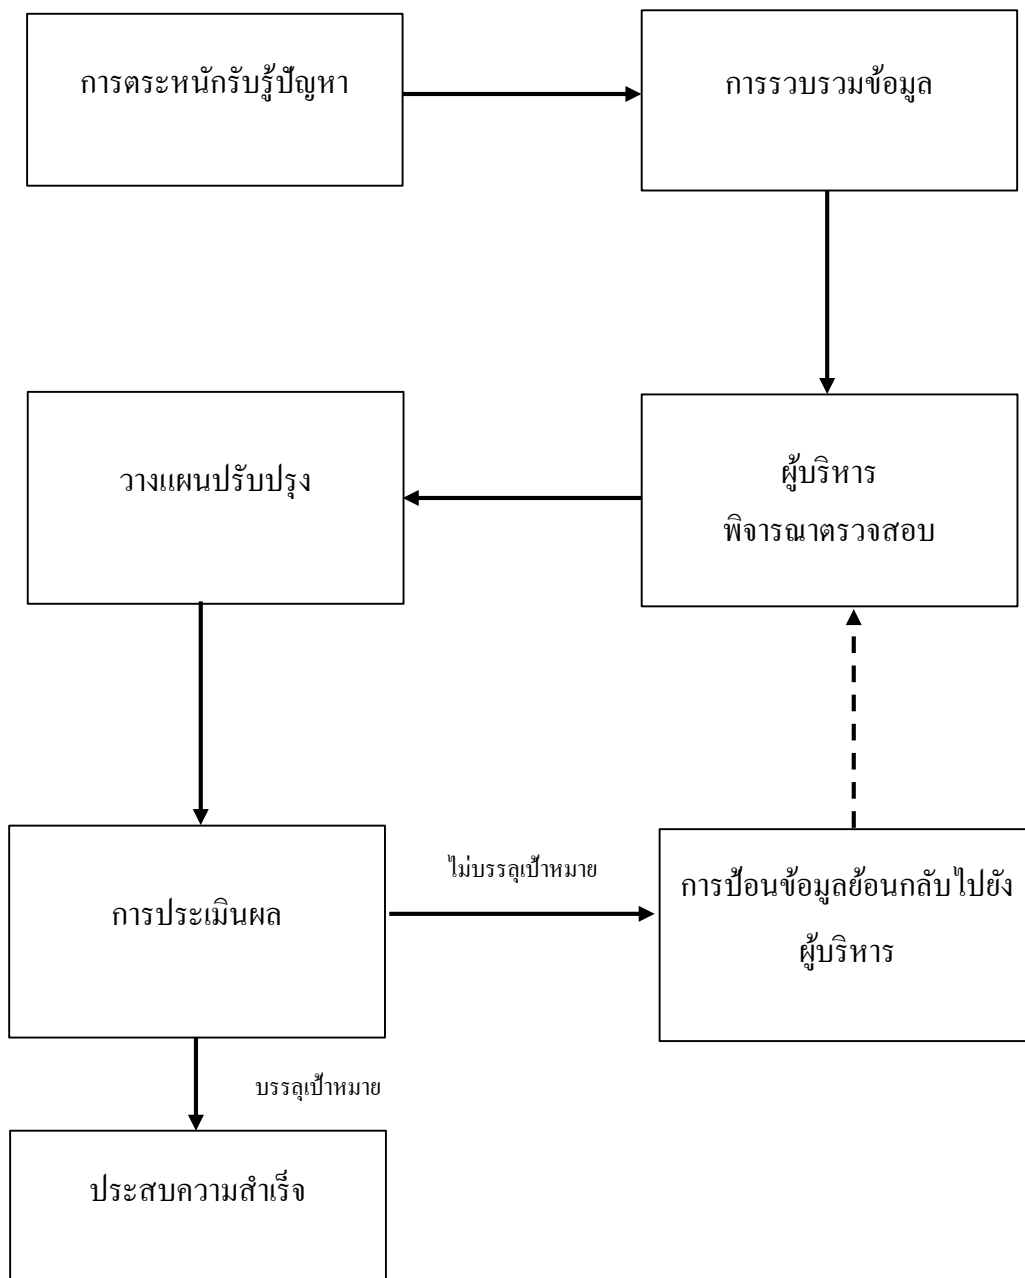 การตระหนักรับรู้ปัญหา
การรวบรวมข้อมูล
ผู้บริหาร
พิจารณาตรวจสอบ
วางแผนปรับปรุง
การประเมินผล
ไม่บรรลุเป้าหมาย
การป้อนข้อมูลย้อนกลับไปยัง
ผู้บริหาร
บรรลุเป้าหมาย
ประสบความสำเร็จ